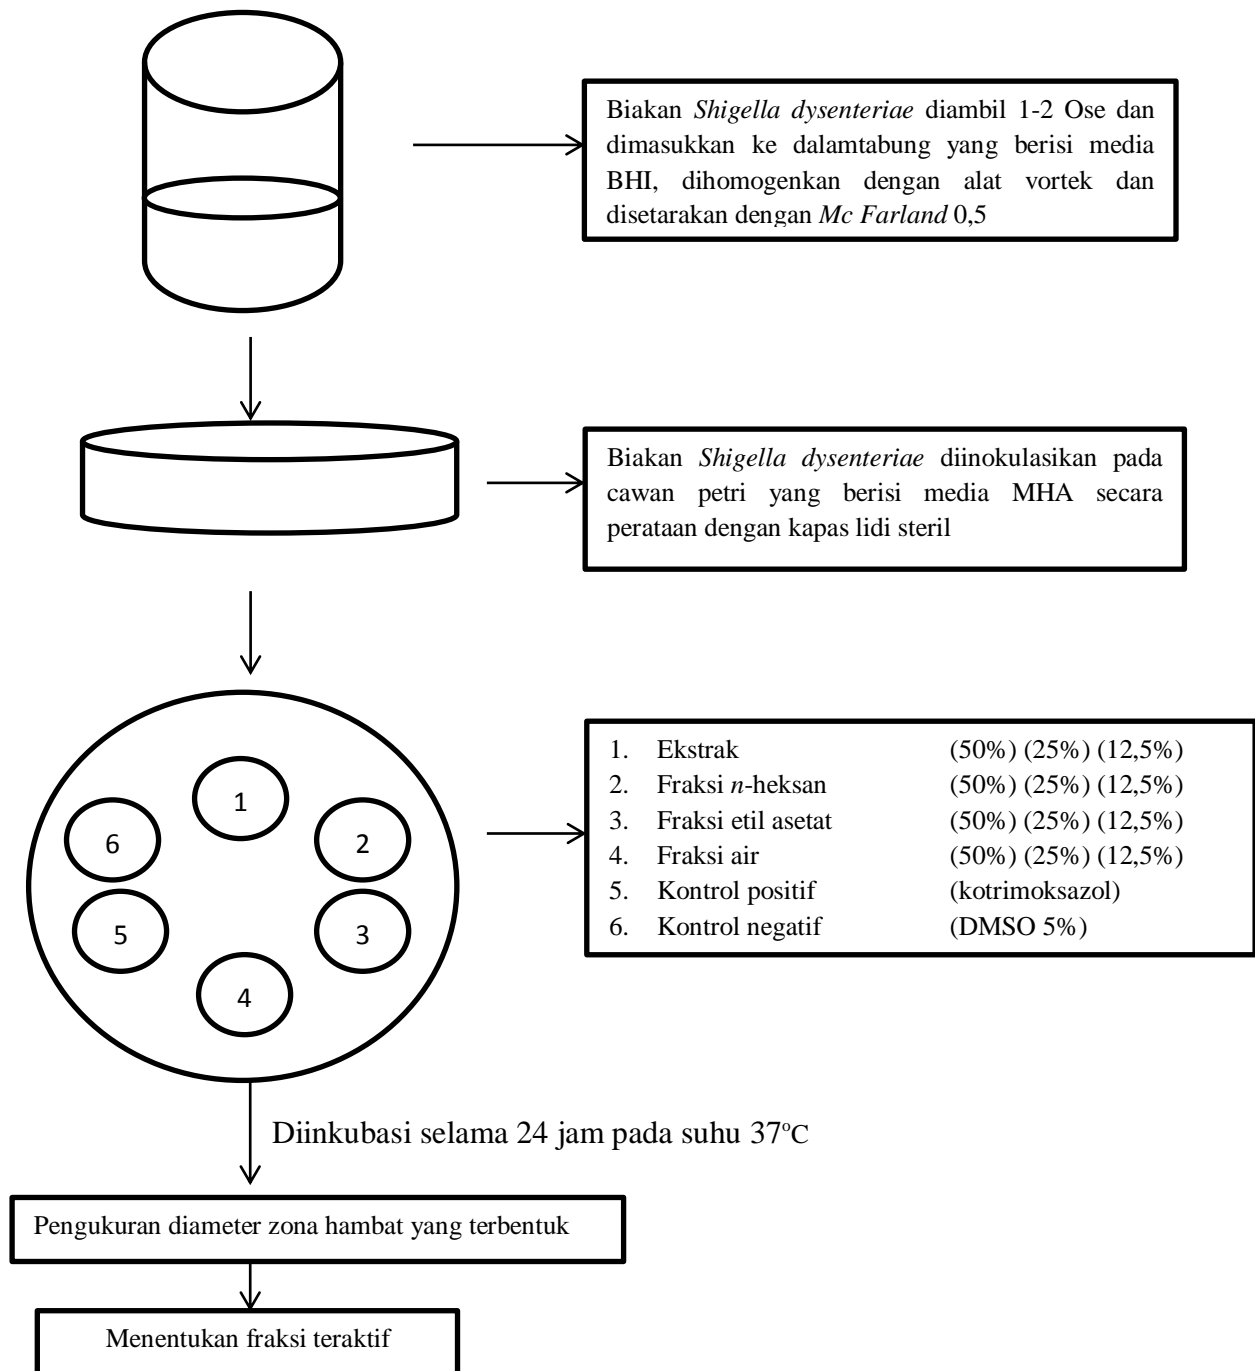 Biakan Shigella dysenteriae diambil 1-2 Ose dan
dimasukkan ke dalamtabung yang berisi media
BHI, dihomogenkan dengan alat vortek dan
disetarakan dengan Mc Farland 0,5
Biakan Shigella dysenteriae diinokulasikan pada
cawan petri yang berisi media MHA secara
perataan dengan kapas lidi steril
1
6
2
5
3
4
1. Ekstrak (50%) (25%) (12,5%)
2. Fraksi n-heksan (50%) (25%) (12,5%)
3. Fraksi etil asetat (50%) (25%) (12,5%)
4. Fraksi air (50%) (25%) (12,5%)
5. Kontrol positif (kotrimoksazol)
6. Kontrol negatif (DMSO 5%)
Diinkubasi selama 24 jam pada suhu 37°C
Pengukuran diameter zona hambat yang terbentuk
Menentukan fraksi teraktif